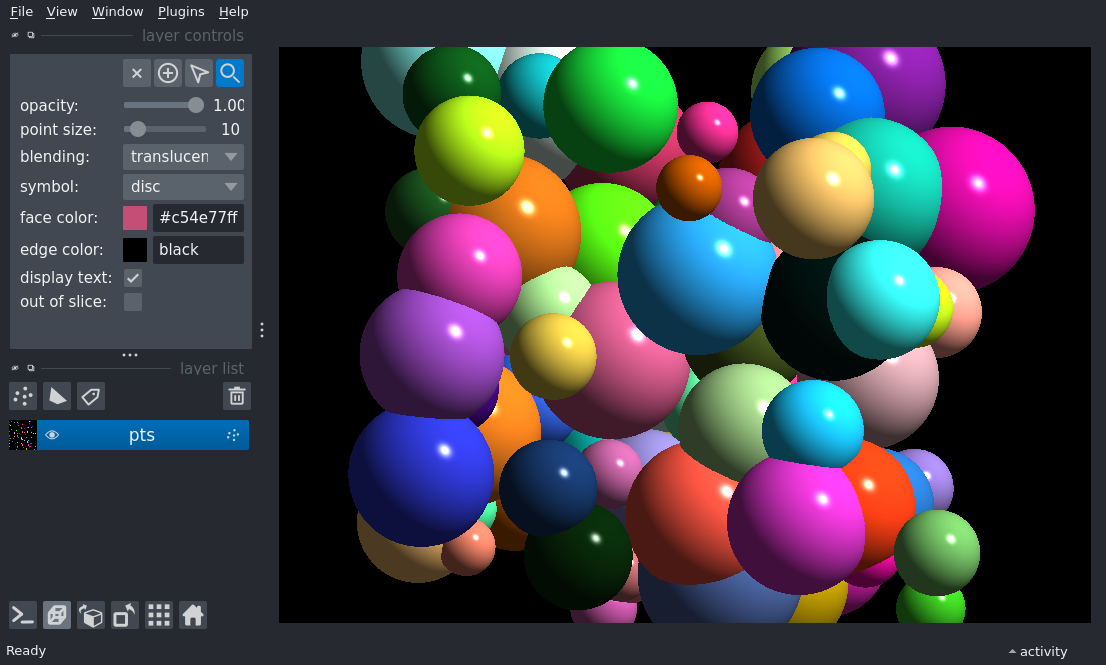 File View Window Plugins Help
layer controls
opacity: 1.00
point size: 10
blending: translucen
symbol: disc
face color: #c54e77ff
edge color: black
display text:
out of slice:
layer list
pts
Ready
activity